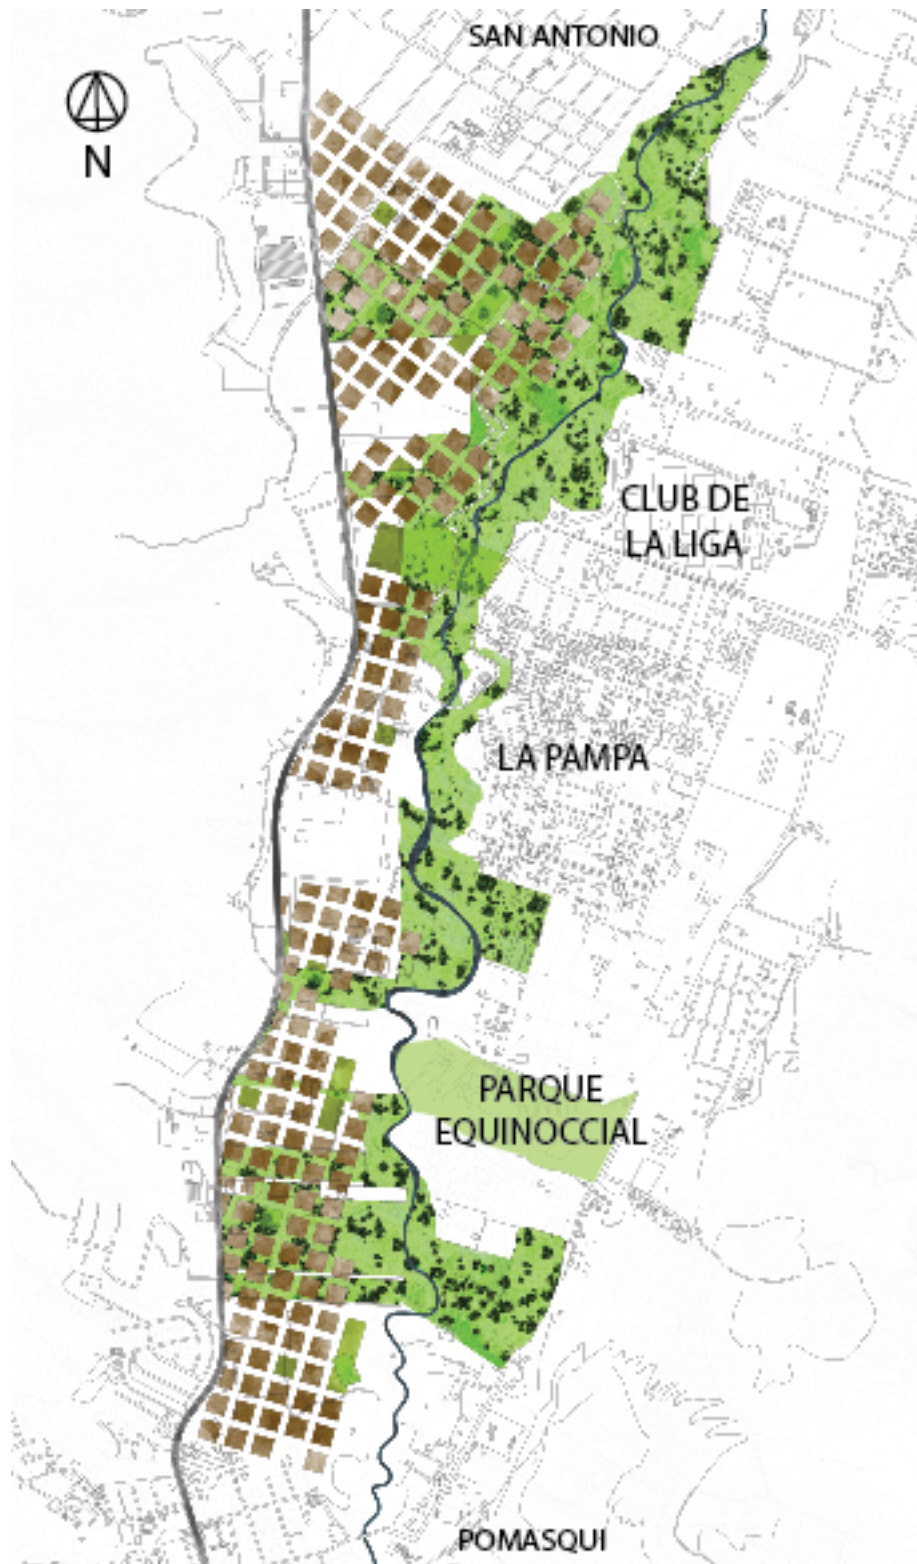 SAN ANTONIO
N
CLUB DE
LA LIGA
LA PAMPA
PARQUE
EQUINOCCIAL
POMASQUI